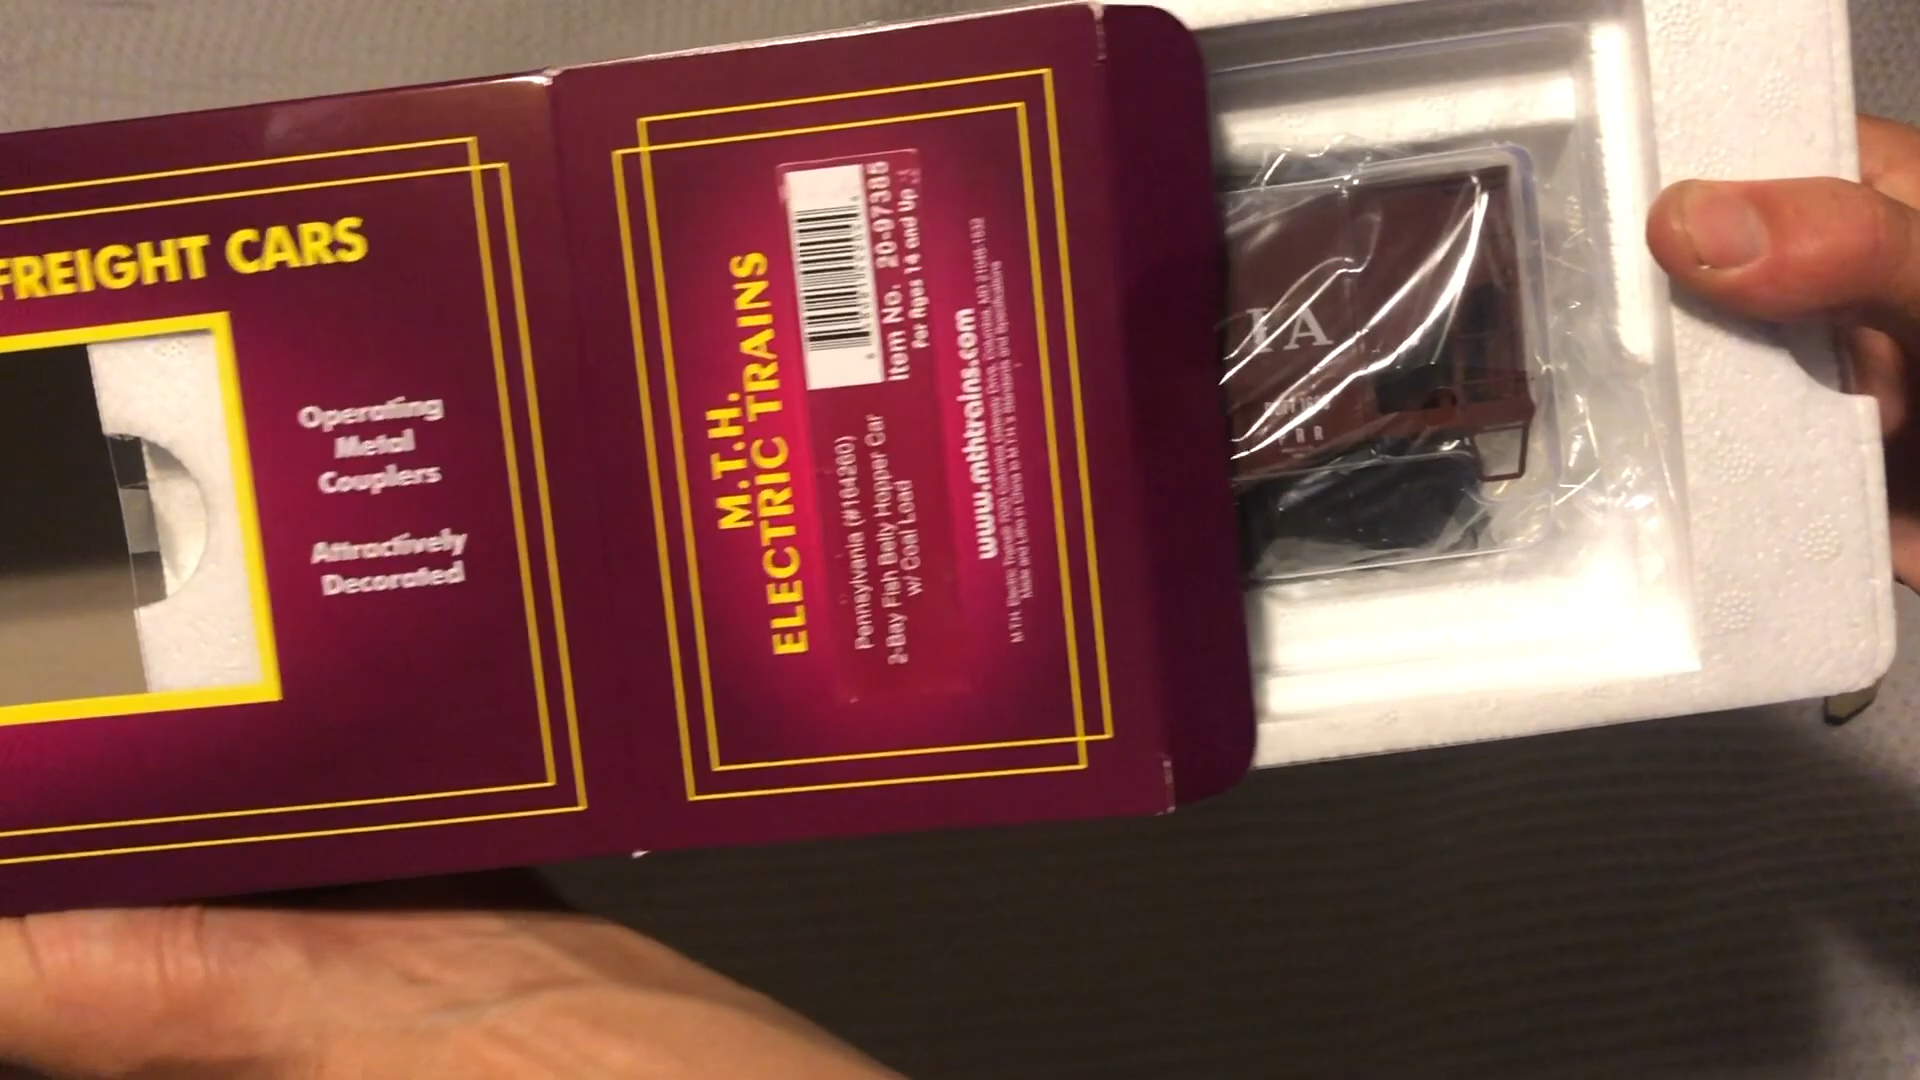 FREIGHT CARS
Operating
Metal
Couplers
Attractively
Decorated
M.T.H.
ELECTRIC TRAINS
Item No. 20-97385
For Ages 14 and Up
Pennsylvania (#164260)
2-Bay Fish Belly Hopper Car
w/ Coal Load
www.mthtrains.com
I A